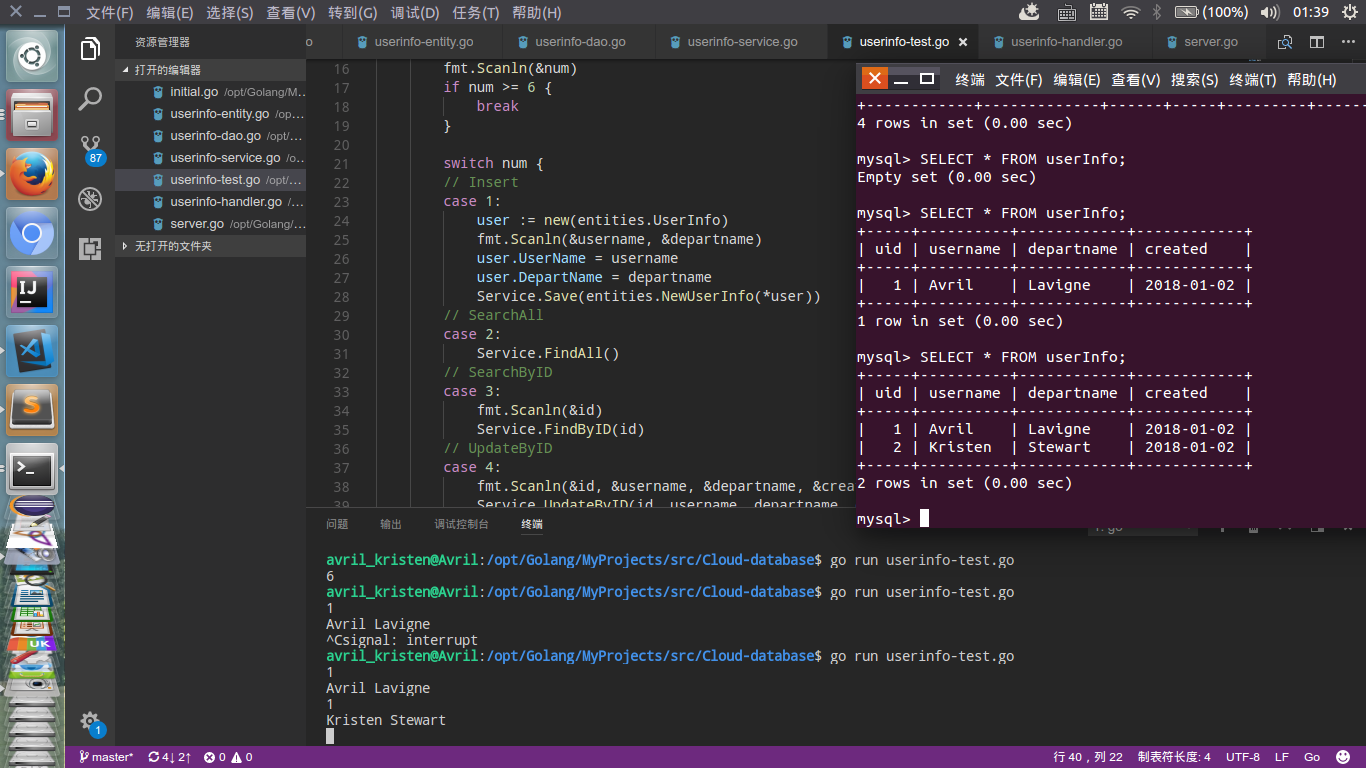 文件(F) 编辑(E) 选择(S) 查看(V) 转到(G) 调试(D) 任务(T) 帮助(H)
(100%) 01:39
资源管理器
userinfo-entity.go userinfo-dao.go userinfo-service.go userinfo-test.go userinfo-handler.go server.go
打开的编辑器
initial.go /opt/Golang/M...
userinfo-entity.go /op...
userinfo-dao.go /opt/...
userinfo-service.go /o...
userinfo-test.go /opt/...
userinfo-handler.go /...
server.go /opt/Golang/...
无打开的文件夹
87
1
16 fmt.Scanln(&num)
17 if num >= 6 {
18 break
19 }
20
21 switch num {
22 // Insert
23 case 1:
24 user := new(entities.UserInfo)
25 fmt.Scanln(&username, &departname)
26 user.UserName = username
27 user.DepartName = departname
28 Service.Save(entities.NewUserInfo(*user))
29 // SearchAll
30 case 2:
31 Service.FindAll()
32 // SearchByID
33 case 3:
34 fmt.Scanln(&id)
35 Service.FindByID(id)
36 // UpdateByID
37 case 4:
38 fmt.Scanln(&id, &username, &departname, &crea
39 Service.UpdateByID(id, username, departname
终端 文件(F) 编辑(E) 查看(V) 搜索(S) 终端(T) 帮助(H)
+------------+-------------+------+-----+---------+-----
4 rows in set (0.00 sec)
mysql> SELECT * FROM userInfo;
Empty set (0.00 sec)
mysql> SELECT * FROM userInfo;
+-----+----------+------------+------------+
| uid | username | departname | created |
+-----+----------+------------+------------+
| 1 | Avril | Lavigne | 2018-01-02 |
+-----+----------+------------+------------+
1 row in set (0.00 sec)
mysql> SELECT * FROM userInfo;
+-----+----------+------------+------------+
| uid | username | departname | created |
+-----+----------+------------+------------+
| 1 | Avril | Lavigne | 2018-01-02 |
| 2 | Kristen | Stewart | 2018-01-02 |
+-----+----------+------------+------------+
2 rows in set (0.00 sec)
mysql>
问题 输出 调试控制台 终端
1: go
avril_kristen@Avril:/opt/Golang/MyProjects/src/Cloud-database$ go run userinfo-test.go
6
avril_kristen@Avril:/opt/Golang/MyProjects/src/Cloud-database$ go run userinfo-test.go
1
Avril Lavigne
^Csignal: interrupt
avril_kristen@Avril:/opt/Golang/MyProjects/src/Cloud-database$ go run userinfo-test.go
1
Avril Lavigne
1
Kristen Stewart
master* 4↓ 2↑ 0 0 行 40，列 22 制表符长度: 4 UTF-8 LF Go